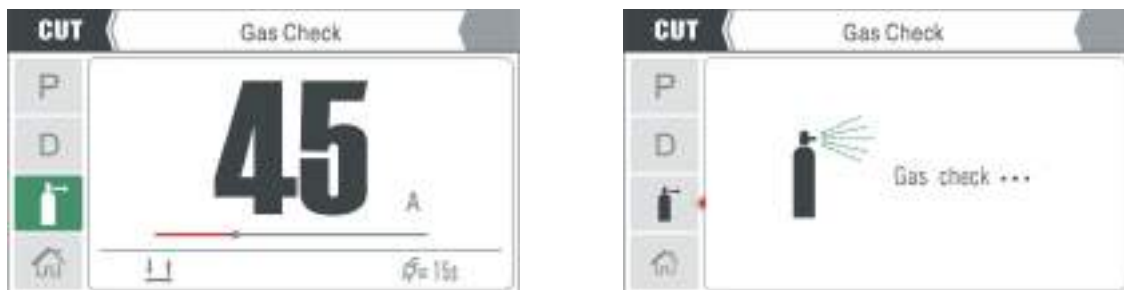 CUT Gas Check
P
45
D
A
=15s
CUT Gas Check
P
D
Gas check ...